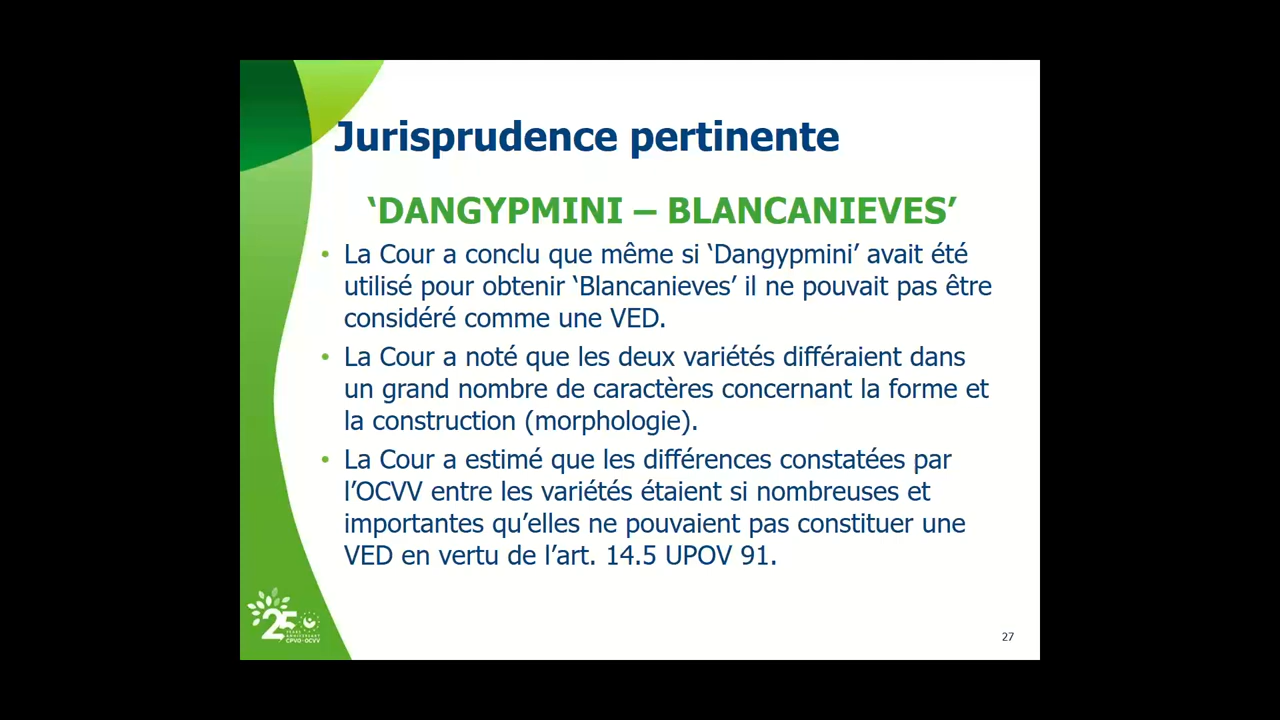 Jurisprudence pertinente
‘DANGYPMINI – BLANCANIEVES’
• La Cour a conclu que même si ‘Dangypmini’ avait été
utilisé pour obtenir ‘Blancanieves’ il ne pouvait pas être
considéré comme une VED.
• La Cour a noté que les deux variétés différaient dans
un grand nombre de caractères concernant la forme et
la construction (morphologie).
• La Cour a estimé que les différences constatées par
l’OCVV entre les variétés étaient si nombreuses et
importantes qu’elles ne pouvaient pas constituer une
VED en vertu de l’art. 14.5 UPOV 91.
25
YEARS
ANNIVERSARY
CPVO-OCVV
27